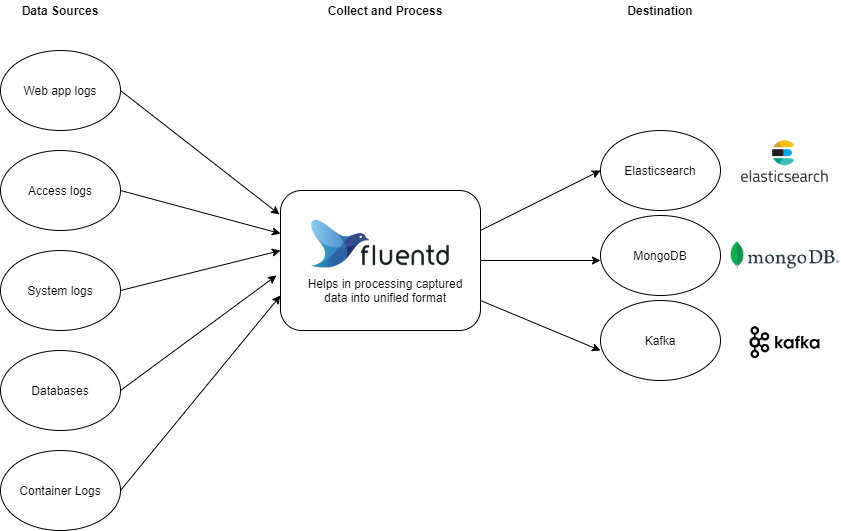 Data Sources
Collect and Process
Destination
Web app logs
Access logs
System logs
Databases
Container Logs
fluentd
Helps in processing captured
data into unified format
Elasticsearch
elasticsearch
MongoDB
mongoDB.
Kafka
kafka